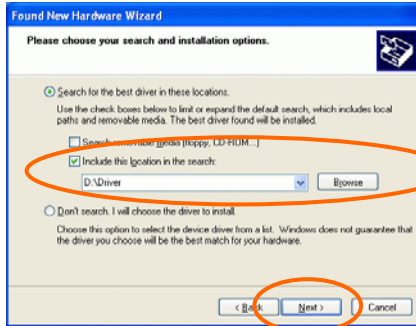 Found New Hardware Wizard
Please choose your search and installation options.
Search for the best driver in these locations.
Use the check boxes below to limit or expand the default search, which includes local
paths and removable media. The best driver found will be installed.
Search removable media (floppy, CD-ROM...)
Include this location in the search:
D:\Driver
Browse
Don't search. I will choose the driver to install.
Choose this option to select the device driver from a list. Windows does not guarantee that
the driver you choose will be the best match for your hardware.
< Back Next > Cancel